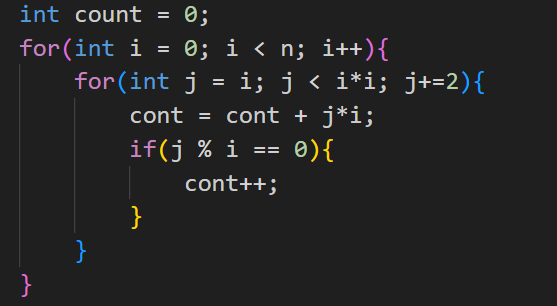 int count = 0;
for(int i = 0; i < n; i++){
for(int j = i; j < i*i; j+=2){
cont = cont + j*i;
if(j % i == 0){
cont++;
}
}
}